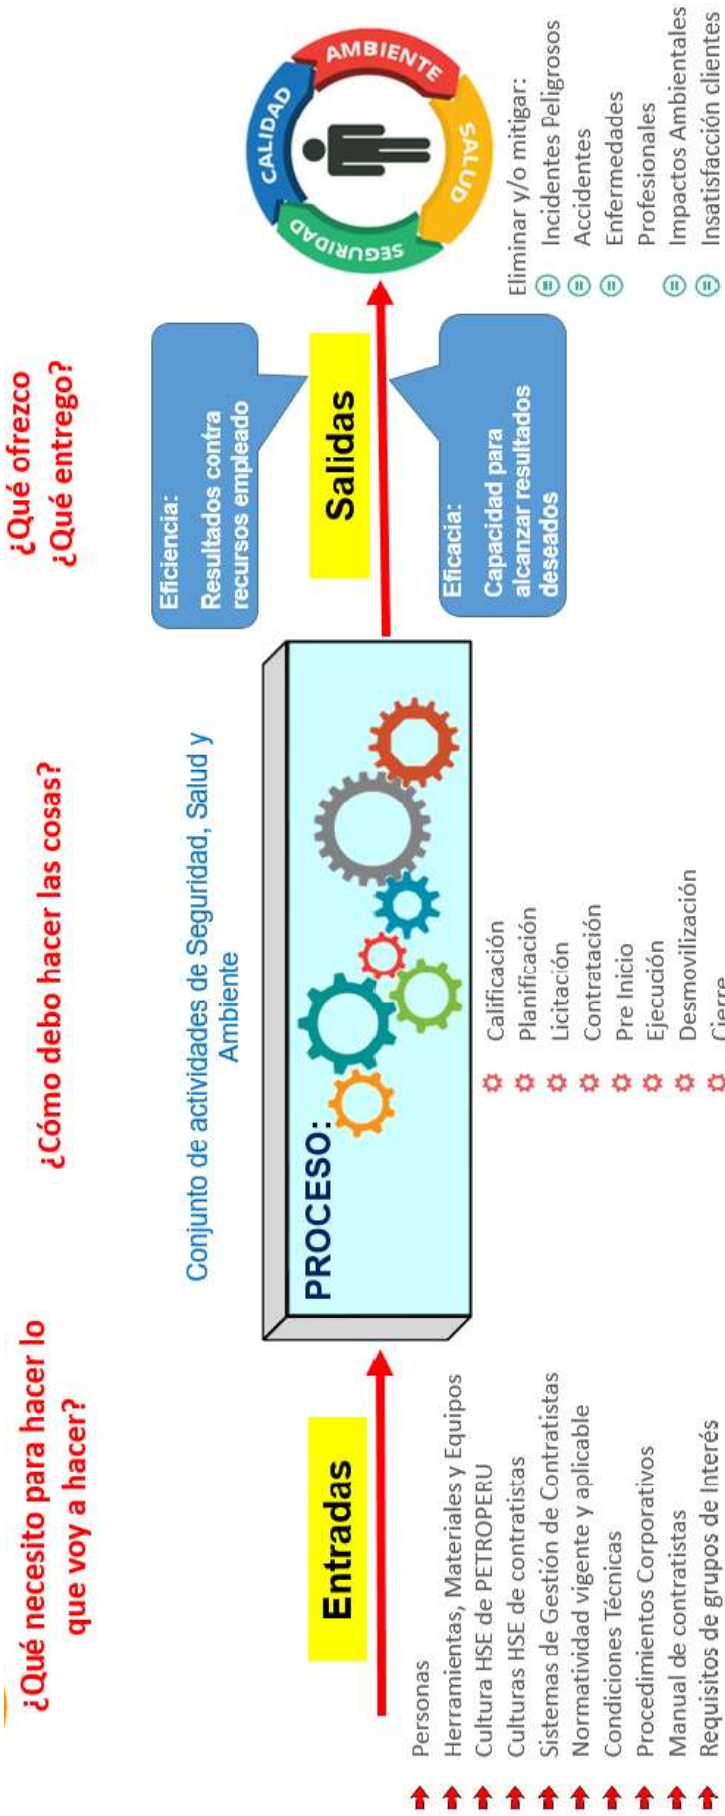 ¿Qué necesito para hacer lo
que voy a hacer?
¿Cómo debo hacer las cosas?
¿Qué ofrezco
¿Qué entrego?
Conjunto de actividades de Seguridad, Salud y
Ambiente
Entradas
PROCESO:
Eficiencia:
Resultados contra
recursos empleado
Salidas
Eficacia:
Capacidad para
alcanzar resultados
deseados
CALIDAD
AMBIENTE
SALUD
SEGURIDAD
Personas
Herramientas, Materiales y Equipos
Cultura HSE de PETROPERU
Culturas HSE de contratistas
Sistemas de Gestión de Contratistas
Normatividad vigente y aplicable
Condiciones Técnicas
Procedimientos Corporativos
Manual de contratistas
Requisitos de grupos de Interés
Calificación
Planificación
Licitación
Contratación
Pre Inicio
Ejecución
Desmovilización
Cierre
Eliminar y/o mitigar:
Incidentes Peligrosos
Accidentes
Enfermedades
Profesionales
Impactos Ambientales
Insatisfacción clientes